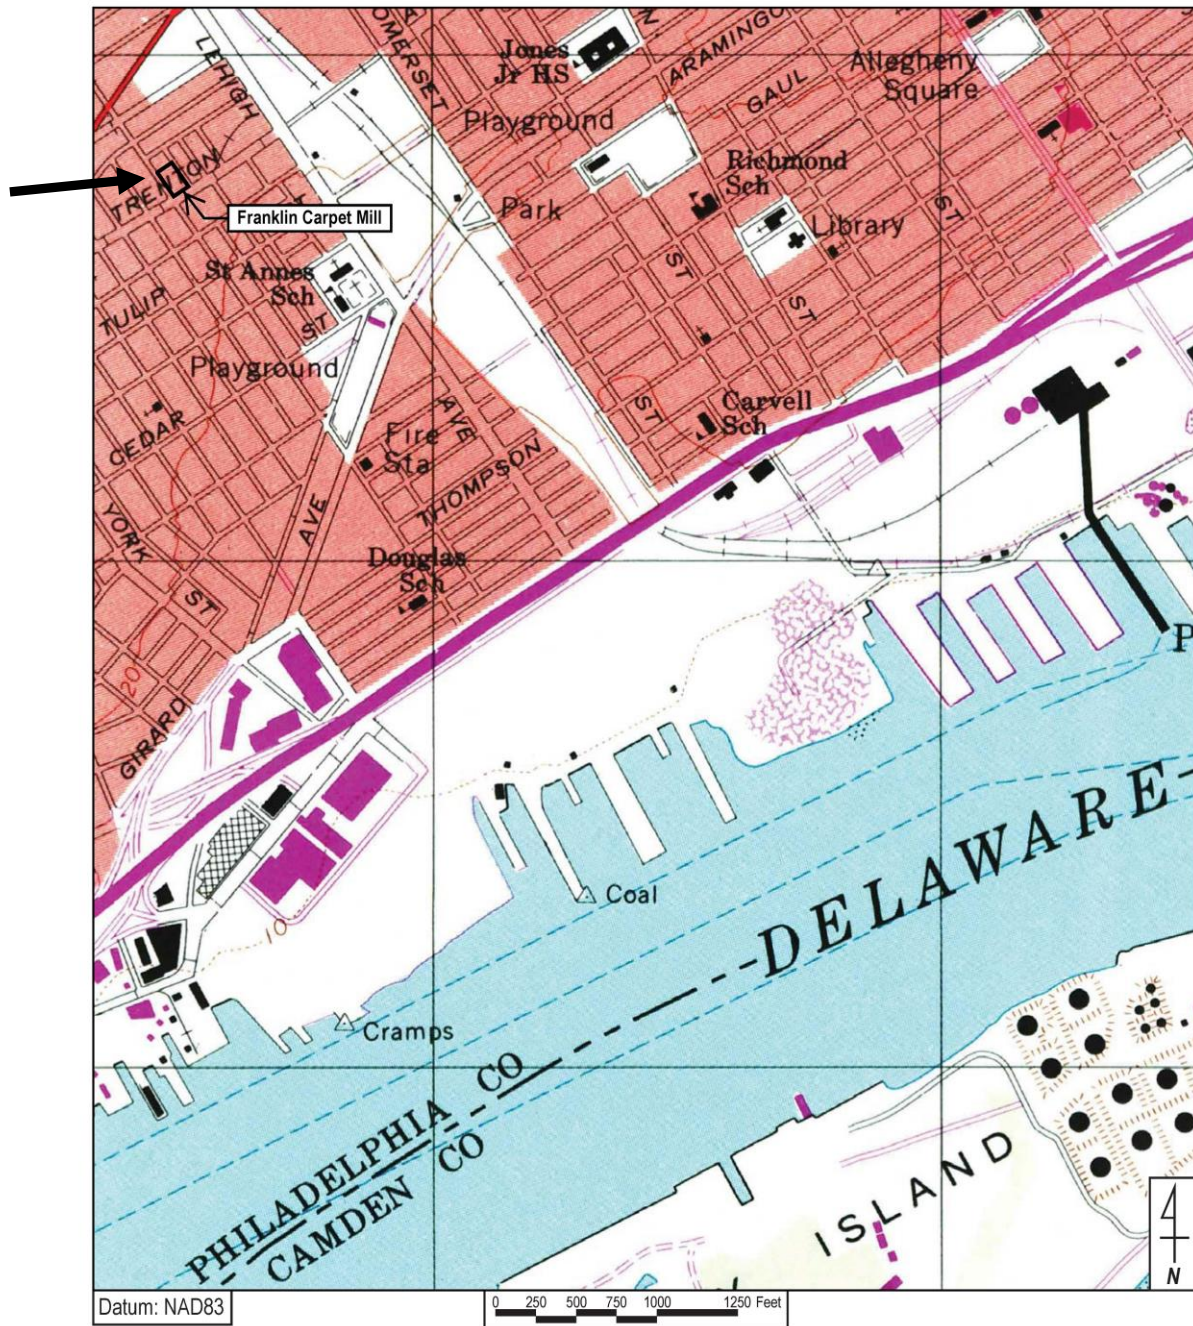 LEHIGH
OMERSET
N.
Jones
Jr HS
ARAMINGO
Allegheny
Square
GAUL
Playground
TRENTON
Richmond
Sch
Franklin Carpet Mill
Park
Library
ST
St Annes
Sch
ST
TULIP
ST
ST
Playground
CEDAR
AVE
ST
Carvell
Sch
Fire
Sta
THOMPSON
YORK
AVE
Douglas
Sch
ST
P
20
GIRARD
DELAWARE
Coal
10
Cramps
PHILADELPHIA CO
CAMDEN CO
ISLAND
N
Datum: NAD83
0 250 500 750 1000 1250 Feet